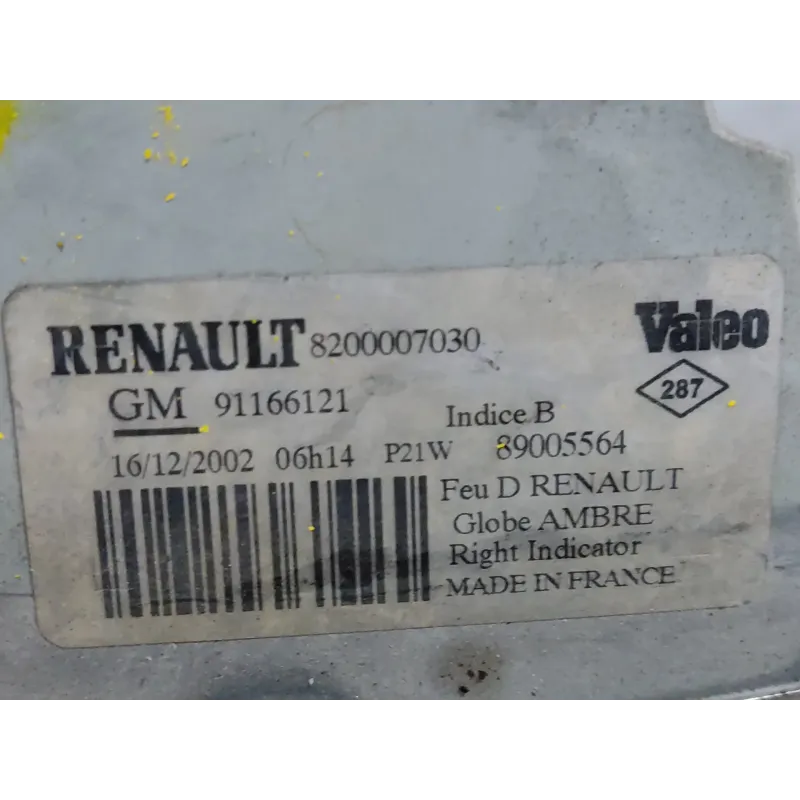 RENAULT 8200007030 Valeo
GM 91166121 Indice B 287
16/12/2002 06h14 P21W 89005564
Feu D RENAULT
Globe AMBRE
Right Indicator
MADE IN FRANCE